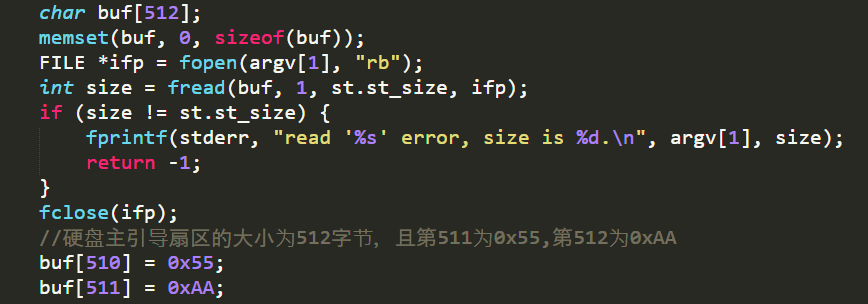 char buf[512];
memset(buf, 0, sizeof(buf));
FILE *ifp = fopen(argv[1], "rb");
int size = fread(buf, 1, st.st_size, ifp);
if (size != st.st_size) {
    fprintf(stderr, "read '%s' error, size is %d.\n", argv[1], size);
    return -1;
}
fclose(ifp);
//硬盘主引导扇区的大小为512字节，且第511为0x55,第512为0xAA
buf[510] = 0x55;
buf[511] = 0xAA;